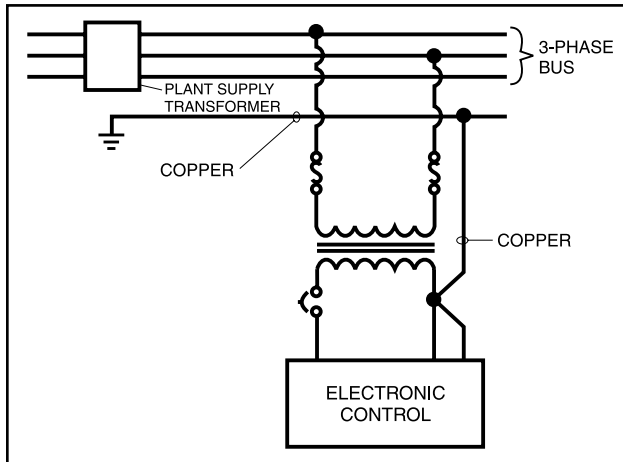 3-PHASE
BUS
PLANT SUPPLY
TRANSFORMER
COPPER
COPPER
ELECTRONIC
CONTROL